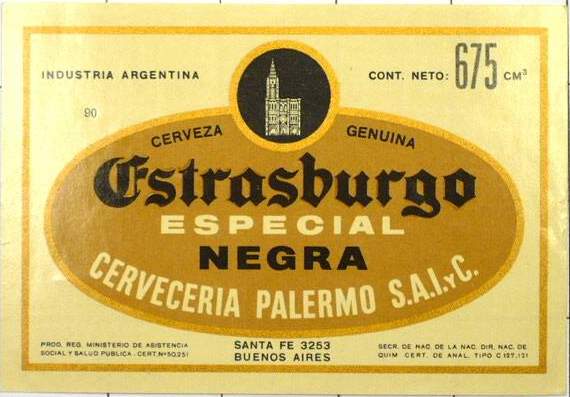 INDUSTRIA ARGENTINA
CONT. NETO: 675 CM³
90
CERVEZA GENUINA
Estrasburgo
ESPECIAL
NEGRA
CERVECERIA PALERMO S.A.I.yC.
PROD. REG. MINISTERIO DE ASISTENCIA
SOCIAL Y SALUD PUBLICA - CERT. Nº 50.251
SANTA FE 3253
BUENOS AIRES
SECR. DE HAC. DE LA NAC. DIR. NAC. DE
QUIM. CERT. DE ANAL. TIPO C 127.121